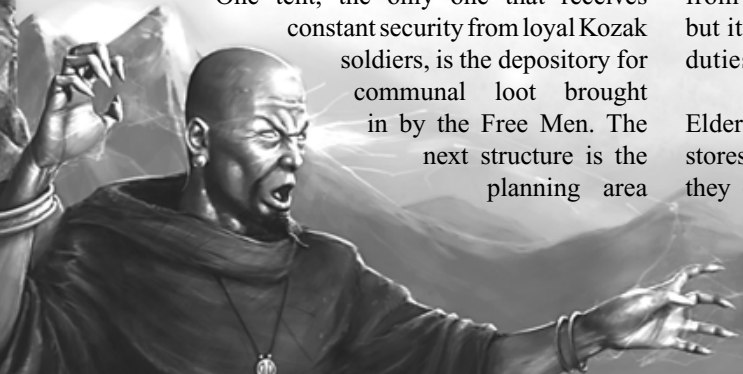 One tent, the only one that receives
constant security from loyal Kozak
soldiers, is the depository for
communal loot brought
in by the Free Men. The
next structure is the
planning area
from
but it
duties
Elder
stores
they